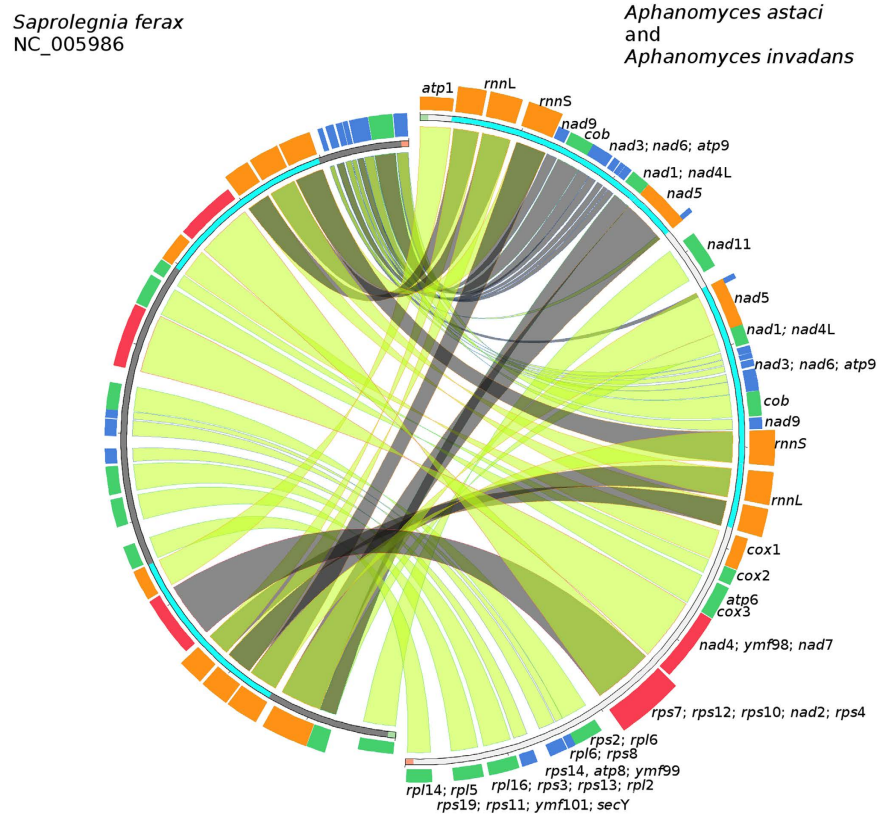 Saprolegnia ferax
NC_005986
Aphanomyces astaci
and
Aphanomyces invadans
atp1
rnnL
rnnS
nad9
cob
nad3; nad6; atp9
nad1; nad4L
nad5
nad11
nad5
nad1; nad4L
nad3; nad6; atp9
cob
nad9
rnnS
rnnL
cox1
cox2
atp6
cox3
nad4; ymf98; nad7
rps7; rps12; rps10; nad2; rps4
rps2; rpl6
rpl6; rps8
rps14, atp8; ymf99
rpl14; rpl5
rpl16; rps3; rps13; rpl2
rps19; rps11; ymf101; secY